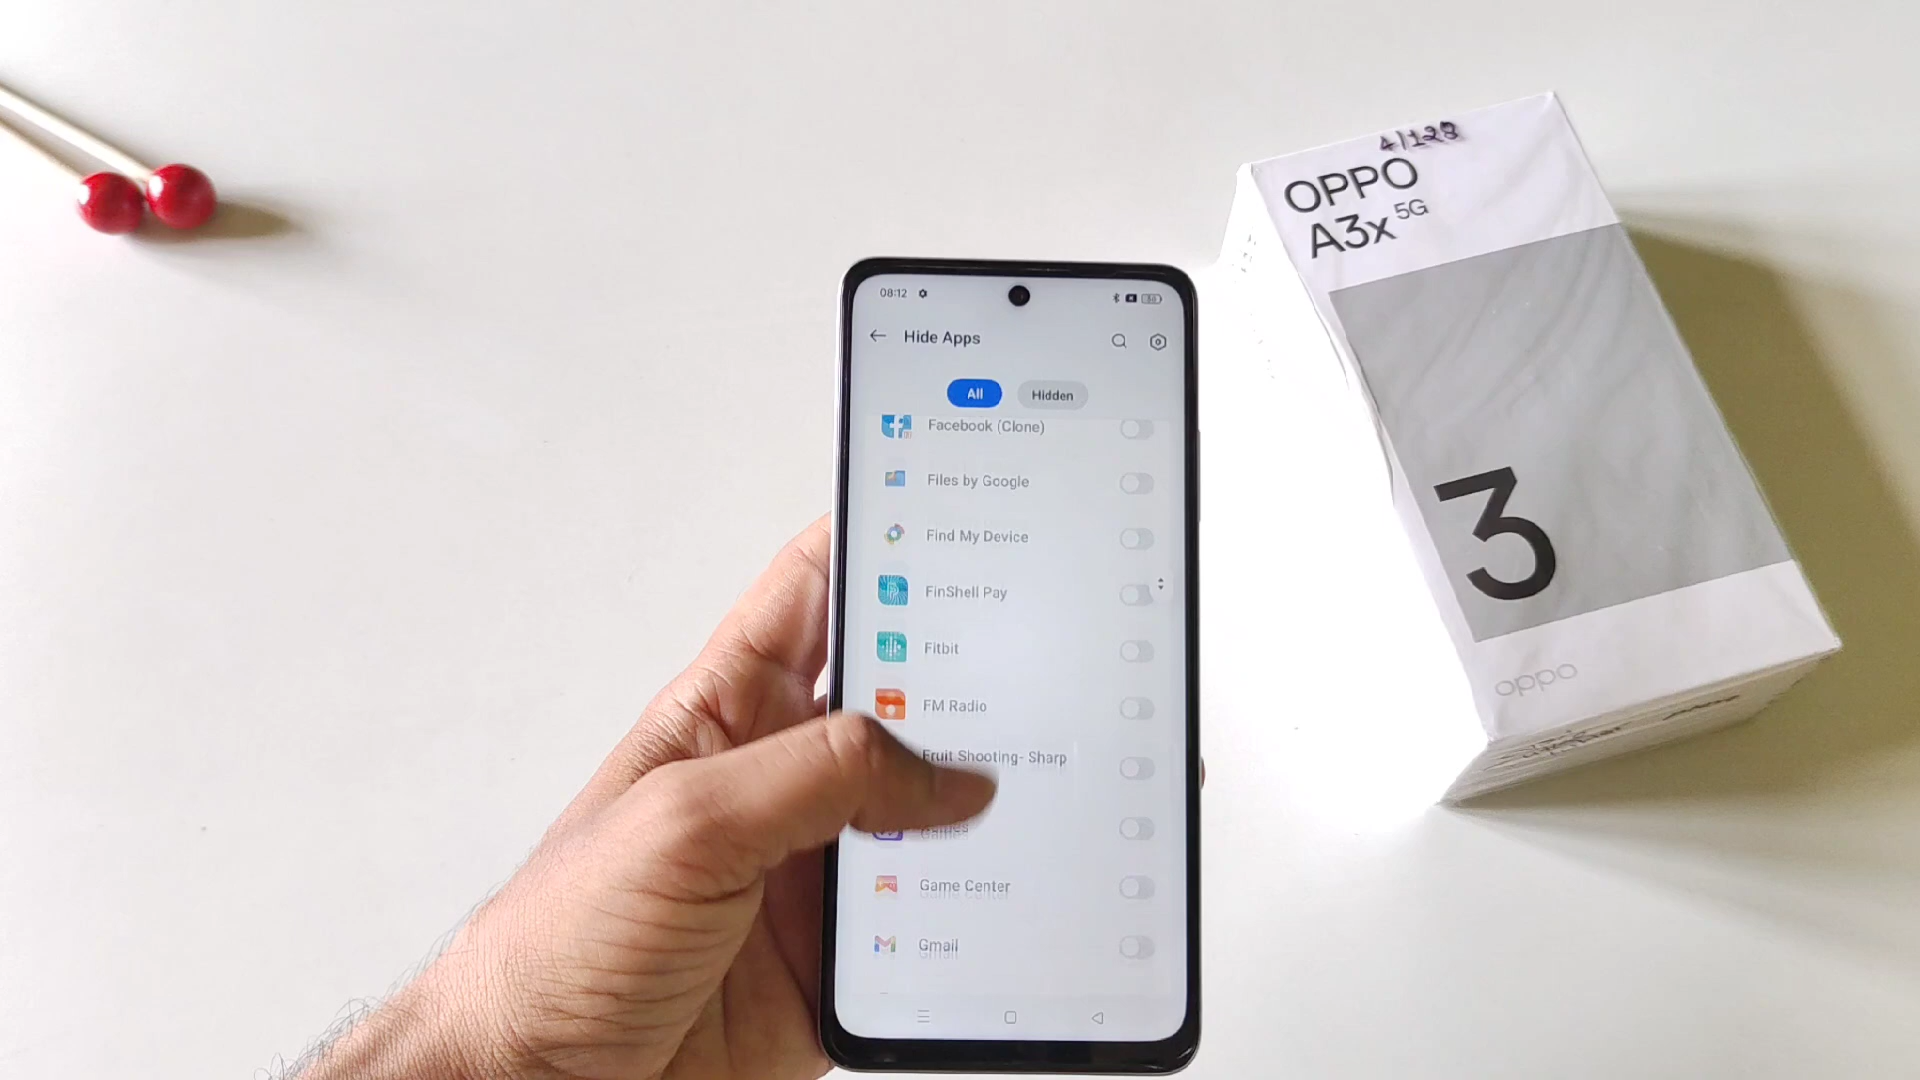 4/128
OPPO
A3x 5G
3
oppo
08:12
Hide Apps
All
Hidden
Facebook (Clone)
Files by Google
Find My Device
FinShell Pay
Fitbit
FM Radio
Fruit Shooting- Sharp
Game Center
Gmail